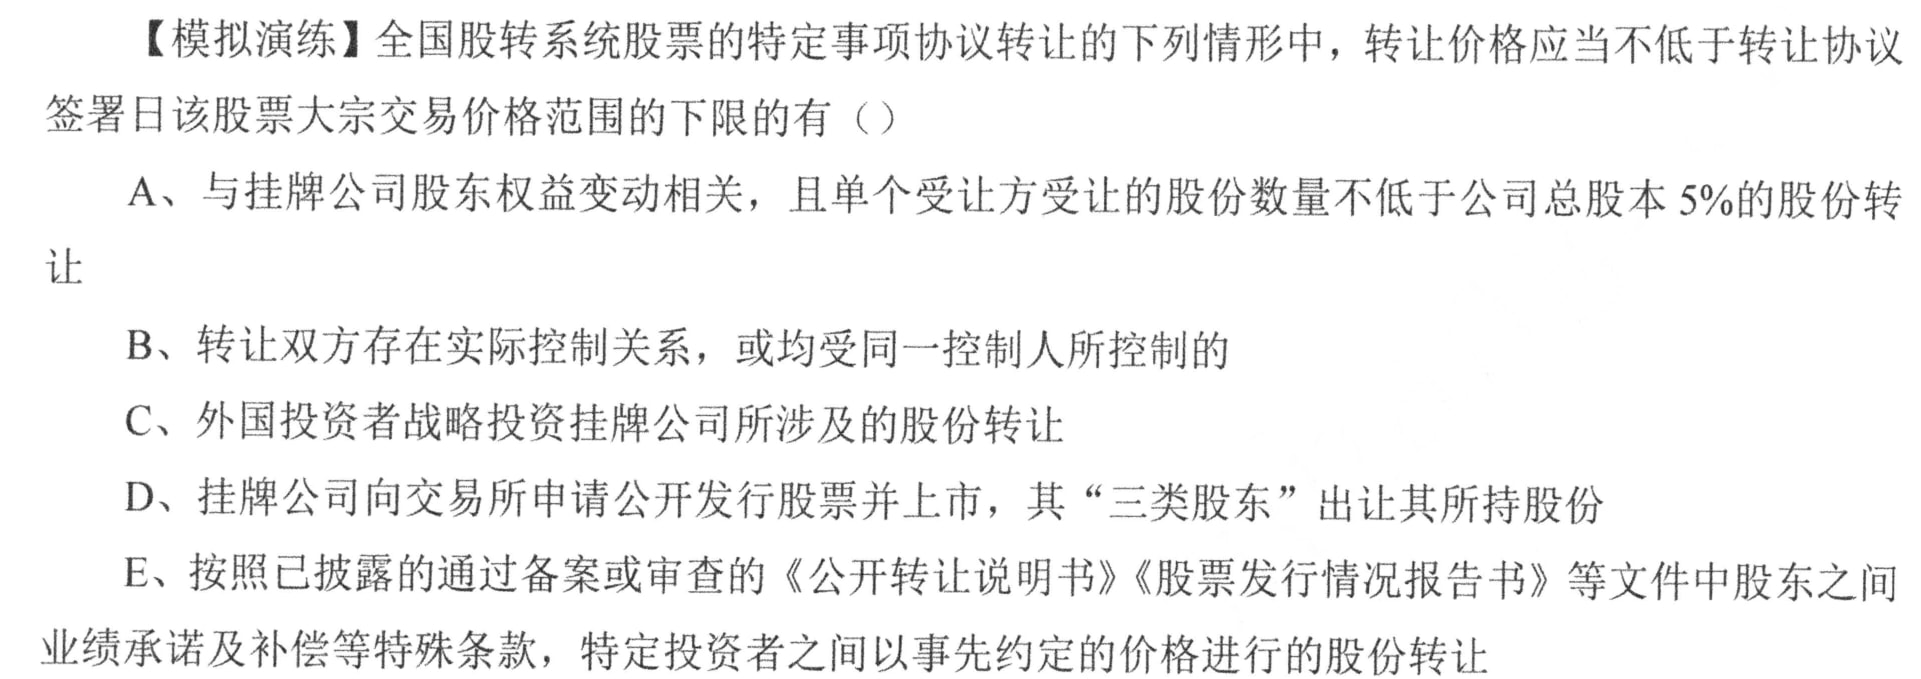 【模拟演练】全国股转系统股票的特定事项协议转让的下列情形中，转让价格应当不低于转让协议
签署日该股票大宗交易价格范围的下限的有（）
A、与挂牌公司股东权益变动相关，且单个受让方受让的股份数量不低于公司总股本 5%的股份转
让
B、转让双方存在实际控制关系，或均受同一控制人所控制的
C、外国投资者战略投资挂牌公司所涉及的股份转让
D、挂牌公司向交易所申请公开发行股票并上市，其“三类股东”出让其所持股份
E、按照已披露的通过备案或审查的《公开转让说明书》《股票发行情况报告书》等文件中股东之间
业绩承诺及补偿等特殊条款，特定投资者之间以事先约定的价格进行的股份转让